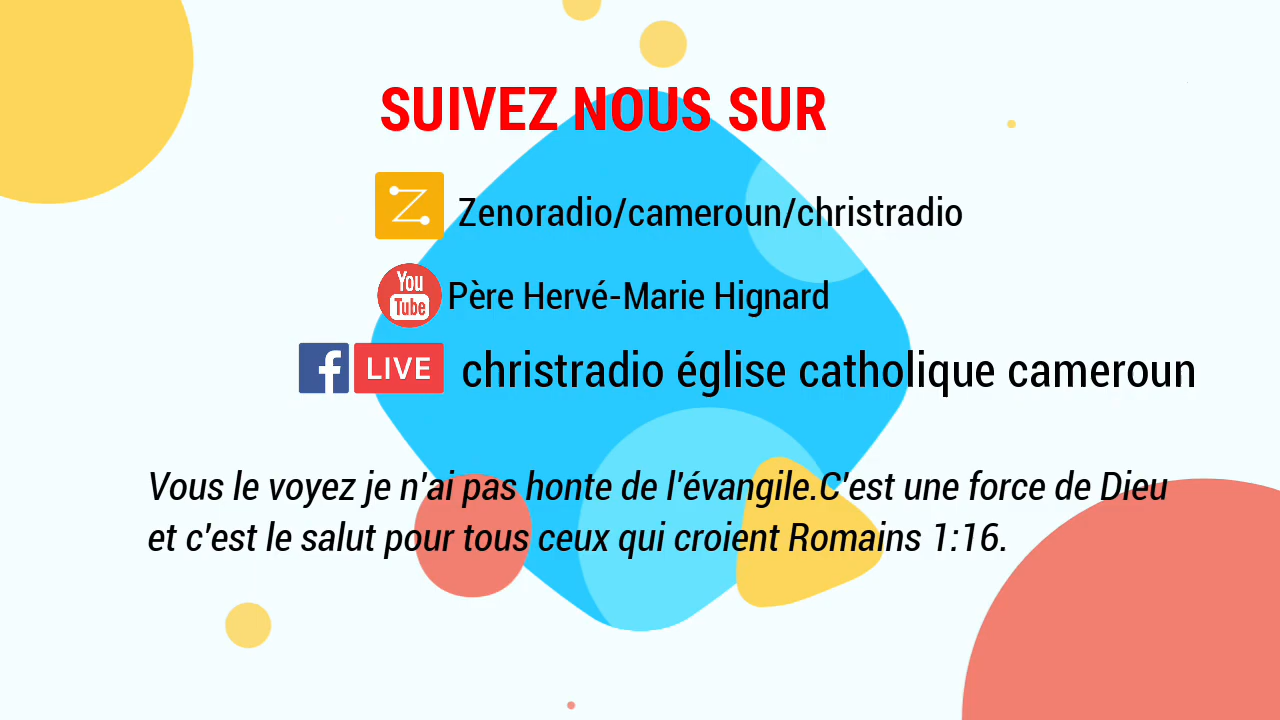 SUIVEZ NOUS SUR
Zenoradio/cameroun/christradio
You Tube Père Hervé-Marie Hignard
f LIVE christradio église catholique cameroun
Vous le voyez je n'ai pas honte de l'évangile.C'est une force de Dieu
et c'est le salut pour tous ceux qui croient Romains 1:16.